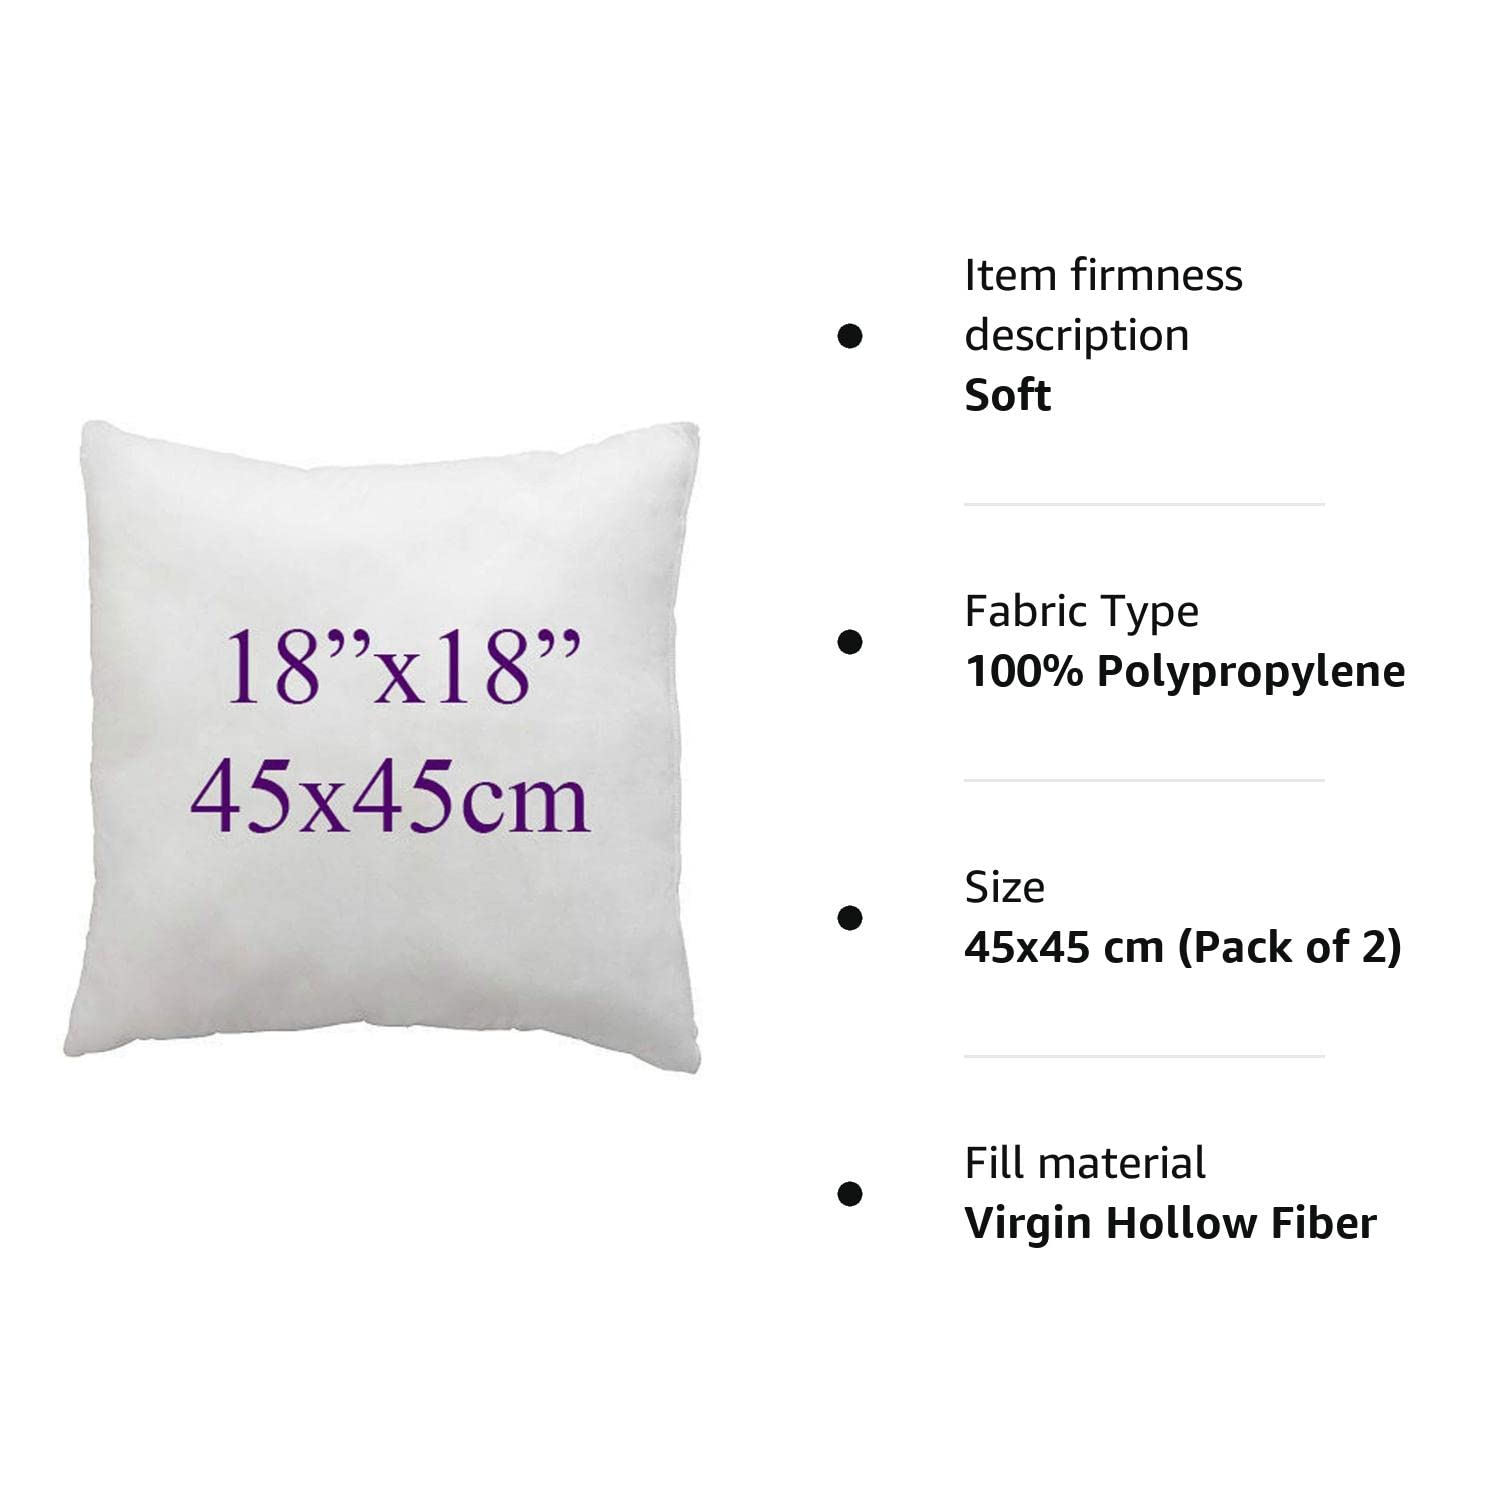 18”x18”
45x45cm
Item firmness
description
Soft
Fabric Type
100% Polypropylene
Size
45x45 cm (Pack of 2)
Fill material
Virgin Hollow Fiber